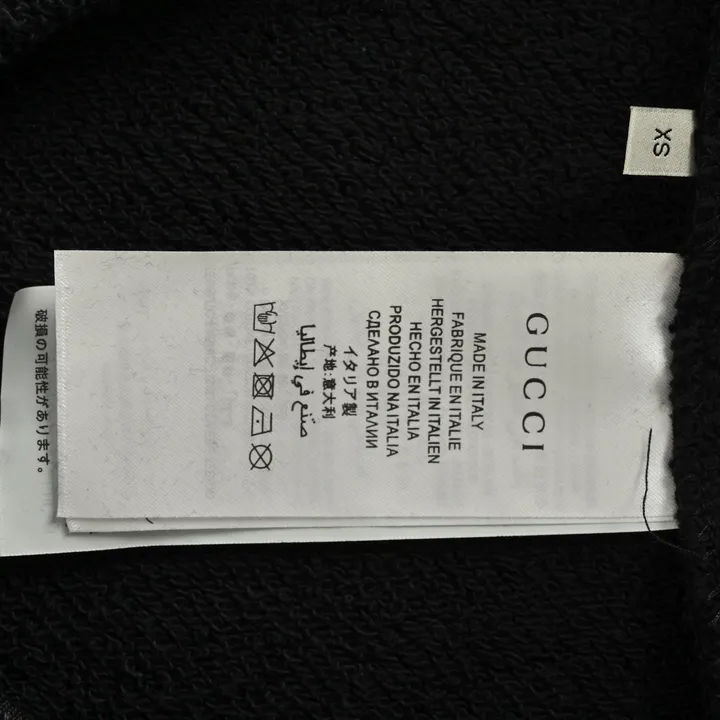 XS
GUCCI
MADE IN ITALY
FABRIQUE EN ITALIE
HERGESTELLT IN ITALIEN
HECHO EN ITALIA
PRODUZIDO NA ITALIA
СДЕЛАНО В ИТАЛИИ
イタリア製
产地:意大利
صنع في إيطاليا
破損の可能性があります。